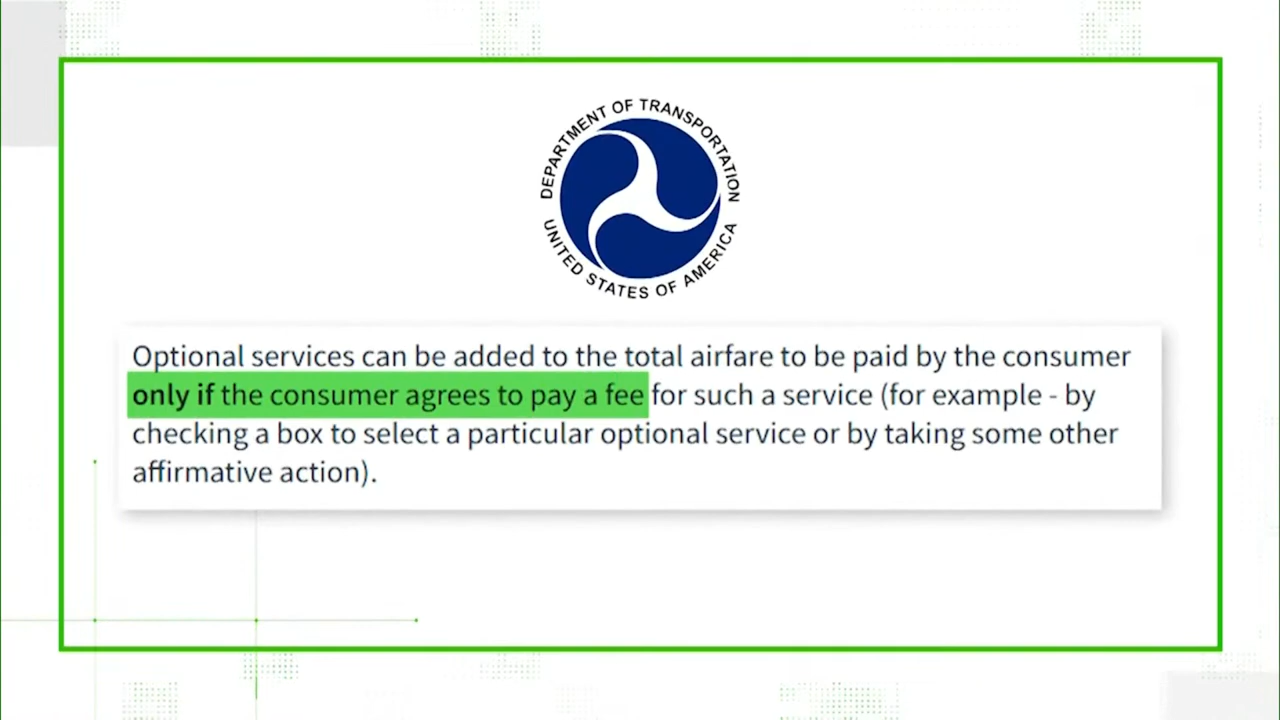 DEPARTMENT OF TRANSPORTATION
UNITED STATES OF AMERICA
Optional services can be added to the total airfare to be paid by the consumer
only if the consumer agrees to pay a fee for such a service (for example - by
checking a box to select a particular optional service or by taking some other
affirmative action).